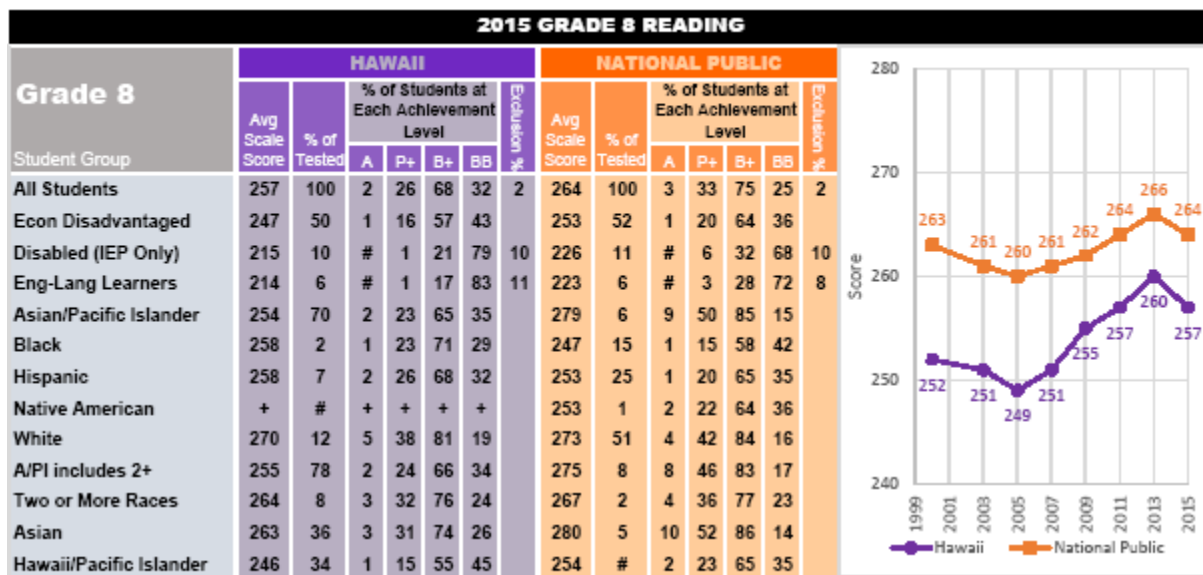 2015 GRADE 8 READING
HAWAII NATIONAL PUBLIC
Grade 8
Student Group
Avg Scale Score % of Tested % of Students at Each Achievement Level Exclusion % Avg Scale Score % of Tested % of Students at Each Achievement Level Exclusion %
A P+ B+ BB A P+ B+ BB
All Students 257 100 2 26 68 32 2 264 100 3 33 75 25 2
Econ Disadvantaged 247 50 1 16 57 43 253 52 1 20 64 36
Disabled (IEP Only) 215 10 # 1 21 79 10 226 11 # 6 32 68 10
Eng-Lang Learners 214 6 # 1 17 83 11 223 6 # 3 28 72 8
Asian/Pacific Islander 254 70 2 23 65 35 279 6 9 50 85 15
Black 258 2 1 23 71 29 247 15 1 15 58 42
Hispanic 258 7 2 26 68 32 253 25 1 20 65 35
Native American + # + + + + 253 1 2 22 64 36
White 270 12 5 38 81 19 273 51 4 42 84 16
A/PI includes 2+ 255 78 2 24 66 34 275 8 8 46 83 17
Two or More Races 264 8 3 32 76 24 267 2 4 36 77 23
Asian 263 36 3 31 74 26 280 5 10 52 86 14
Hawaii/Pacific Islander 246 34 1 15 55 45 254 # 2 23 65 35
280
270
260
250
240
Score
263 261 260 261 262 264 266 264
252 251 249 251 255 257 260 257
1999 2001 2003 2005 2007 2009 2011 2013 2015
Hawaii National Public